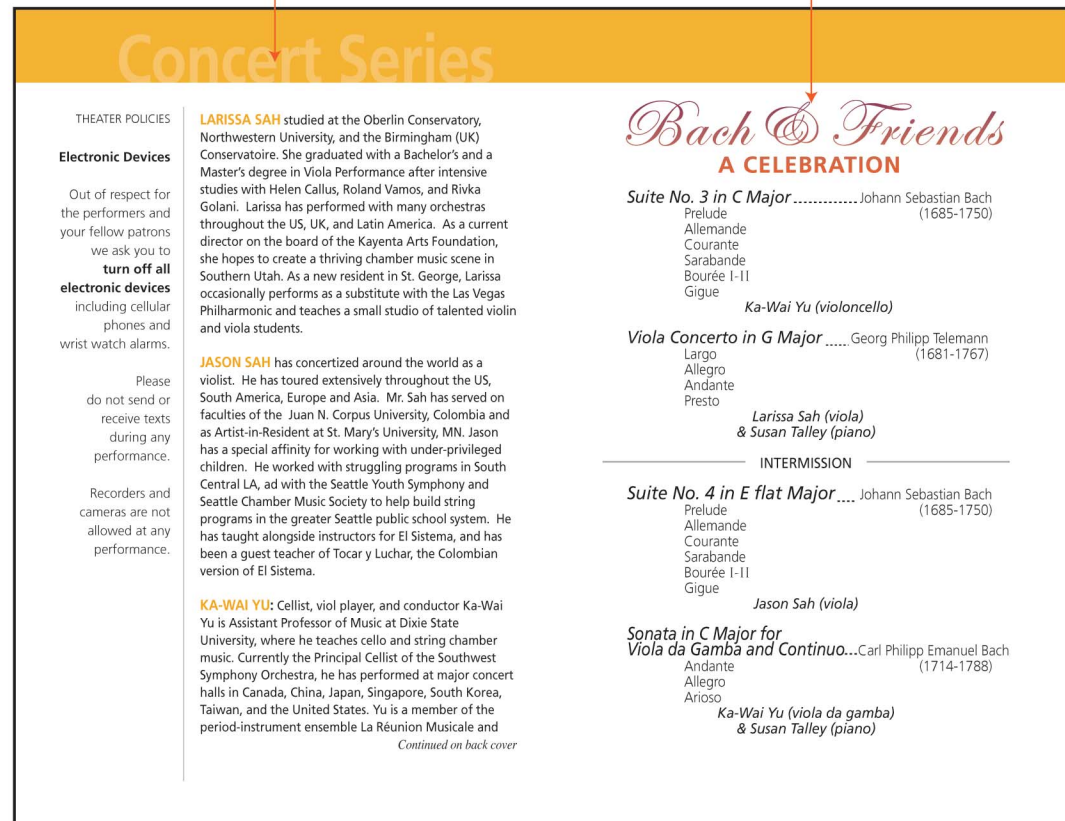 Concert Series
THEATER POLICIES
Electronic Devices
Out of respect for
the performers and
your fellow patrons
we ask you to
turn off all
electronic devices
including cellular
phones and
wrist watch alarms.
Please
do not send or
receive texts
during any
performance.
Recorders and
cameras are not
allowed at any
performance.
LARISSA SAH studied at the Oberlin Conservatory,
Northwestern University, and the Birmingham (UK)
Conservatoire. She graduated with a Bachelor's and a
Master's degree in Viola Performance after intensive
studies with Helen Callus, Roland Vamos, and Rivka
Golani.  Larissa has performed with many orchestras
throughout the US, UK, and Latin America.  As a current
director on the board of the Kayenta Arts Foundation,
she hopes to create a thriving chamber music scene in
Southern Utah. As a new resident in St. George, Larissa
occasionally performs as a substitute with the Las Vegas
Philharmonic and teaches a small studio of talented violin
and viola students.
JASON SAH has concertized around the world as a
violist.  He has toured extensively throughout the US,
South America, Europe and Asia.  Mr. Sah has served on
faculties of the  Juan N. Corpus University, Colombia and
as Artist-in-Resident at St. Mary's University, MN. Jason
has a special affinity for working with under-privileged
children.  He worked with struggling programs in South
Central LA, ad with the Seattle Youth Symphony and
Seattle Chamber Music Society to help build string
programs in the greater Seattle public school system.  He
has taught alongside instructors for El Sistema, and has
been a guest teacher of Tocar y Luchar, the Colombian
version of El Sistema.
KA-WAI YU: Cellist, viol player, and conductor Ka-Wai
Yu is Assistant Professor of Music at Dixie State
University, where he teaches cello and string chamber
music. Currently the Principal Cellist of the Southwest
Symphony Orchestra, he has performed at major concert
halls in Canada, China, Japan, Singapore, South Korea,
Taiwan, and the United States. Yu is a member of the
period-instrument ensemble La Réunion Musicale and
Continued on back cover
Bach & Friends
A CELEBRATION
Suite No. 3 in C Major.............Johann Sebastian Bach
Prelude (1685-1750)
Allemande
Courante
Sarabande
Bourée I-II
Gigue
Ka-Wai Yu (violoncello)
Viola Concerto in G Major ..... Georg Philipp Telemann
Largo (1681-1767)
Allegro
Andante
Presto
Larissa Sah (viola)
& Susan Talley (piano)
INTERMISSION
Suite No. 4 in E flat Major.... Johann Sebastian Bach
Prelude (1685-1750)
Allemande
Courante
Sarabande
Bourée I-II
Gigue
Jason Sah (viola)
Sonata in C Major for
Viola da Gamba and Continuo...Carl Philipp Emanuel Bach
Andante (1714-1788)
Allegro
Arioso
Ka-Wai Yu (viola da gamba)
& Susan Talley (piano)